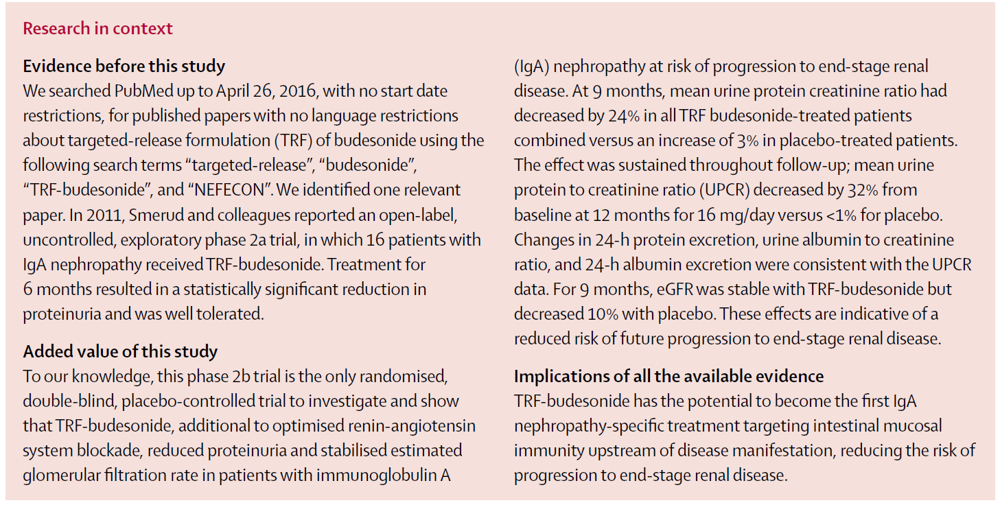 Research in context
Evidence before this study
We searched PubMed up to April 26, 2016, with no start date
restrictions, for published papers with no language restrictions
about targeted-release formulation (TRF) of budesonide using the
following search terms “targeted-release”, “budesonide”,
“TRF-budesonide”, and “NEFECON”. We identified one relevant
paper. In 2011, Smerud and colleagues reported an open-label,
uncontrolled, exploratory phase 2a trial, in which 16 patients with
IgA nephropathy received TRF-budesonide. Treatment for
6 months resulted in a statistically significant reduction in
proteinuria and was well tolerated.
Added value of this study
To our knowledge, this phase 2b trial is the only randomised,
double-blind, placebo-controlled trial to investigate and show
that TRF-budesonide, additional to optimised renin-angiotensin
system blockade, reduced proteinuria and stabilised estimated
glomerular filtration rate in patients with immunoglobulin A
(IgA) nephropathy at risk of progression to end-stage renal
disease. At 9 months, mean urine protein creatinine ratio had
decreased by 24% in all TRF budesonide-treated patients
combined versus an increase of 3% in placebo-treated patients.
The effect was sustained throughout follow-up; mean urine
protein to creatinine ratio (UPCR) decreased by 32% from
baseline at 12 months for 16 mg/day versus <1% for placebo.
Changes in 24-h protein excretion, urine albumin to creatinine
ratio, and 24-h albumin excretion were consistent with the UPCR
data. For 9 months, eGFR was stable with TRF-budesonide but
decreased 10% with placebo. These effects are indicative of a
reduced risk of future progression to end-stage renal disease.
Implications of all the available evidence
TRF-budesonide has the potential to become the first IgA
nephropathy-specific treatment targeting intestinal mucosal
immunity upstream of disease manifestation, reducing the risk of
progression to end-stage renal disease.